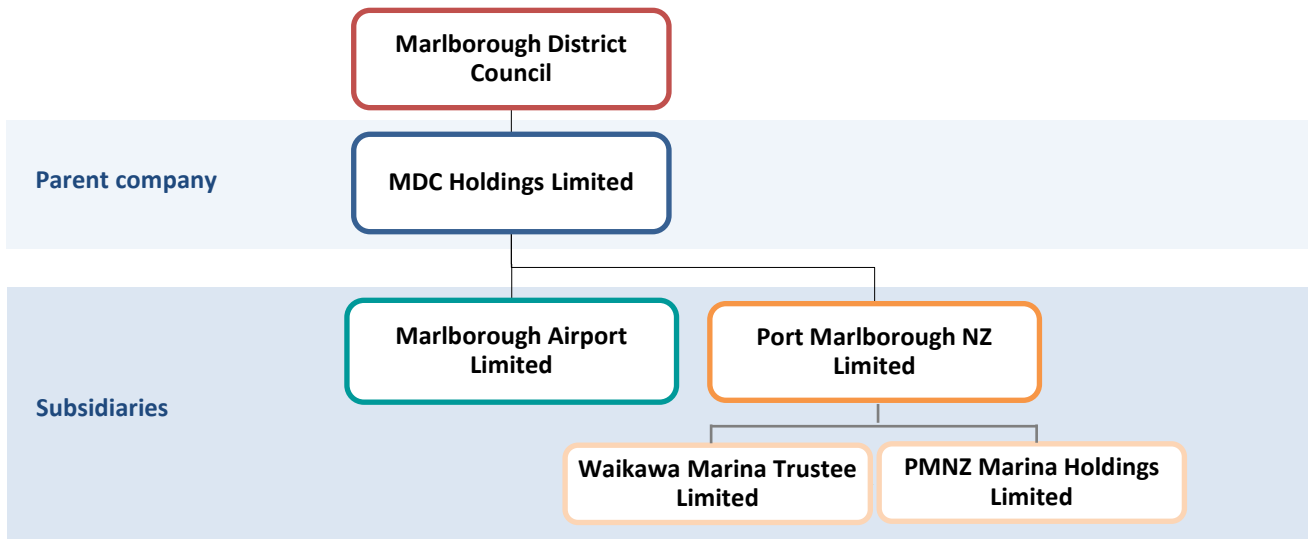 Marlborough District
Council
Parent company
MDC Holdings Limited
Marlborough Airport
Limited
Port Marlborough NZ
Limited
Subsidiaries
Waikawa Marina Trustee
Limited
PMNZ Marina Holdings
Limited